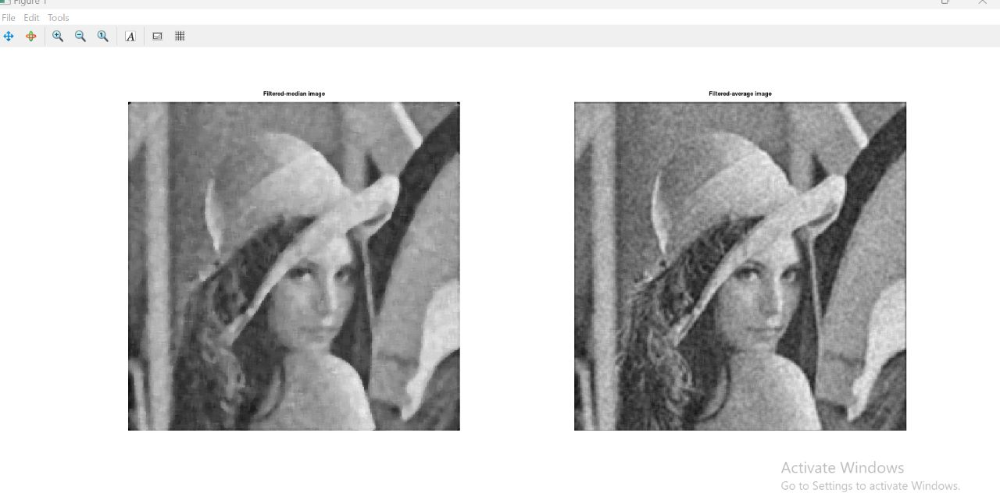 Figure 1
File Edit Tools
A
Filtered-median image
Filtered-average image
Activate Windows
Go to Settings to activate Windows.